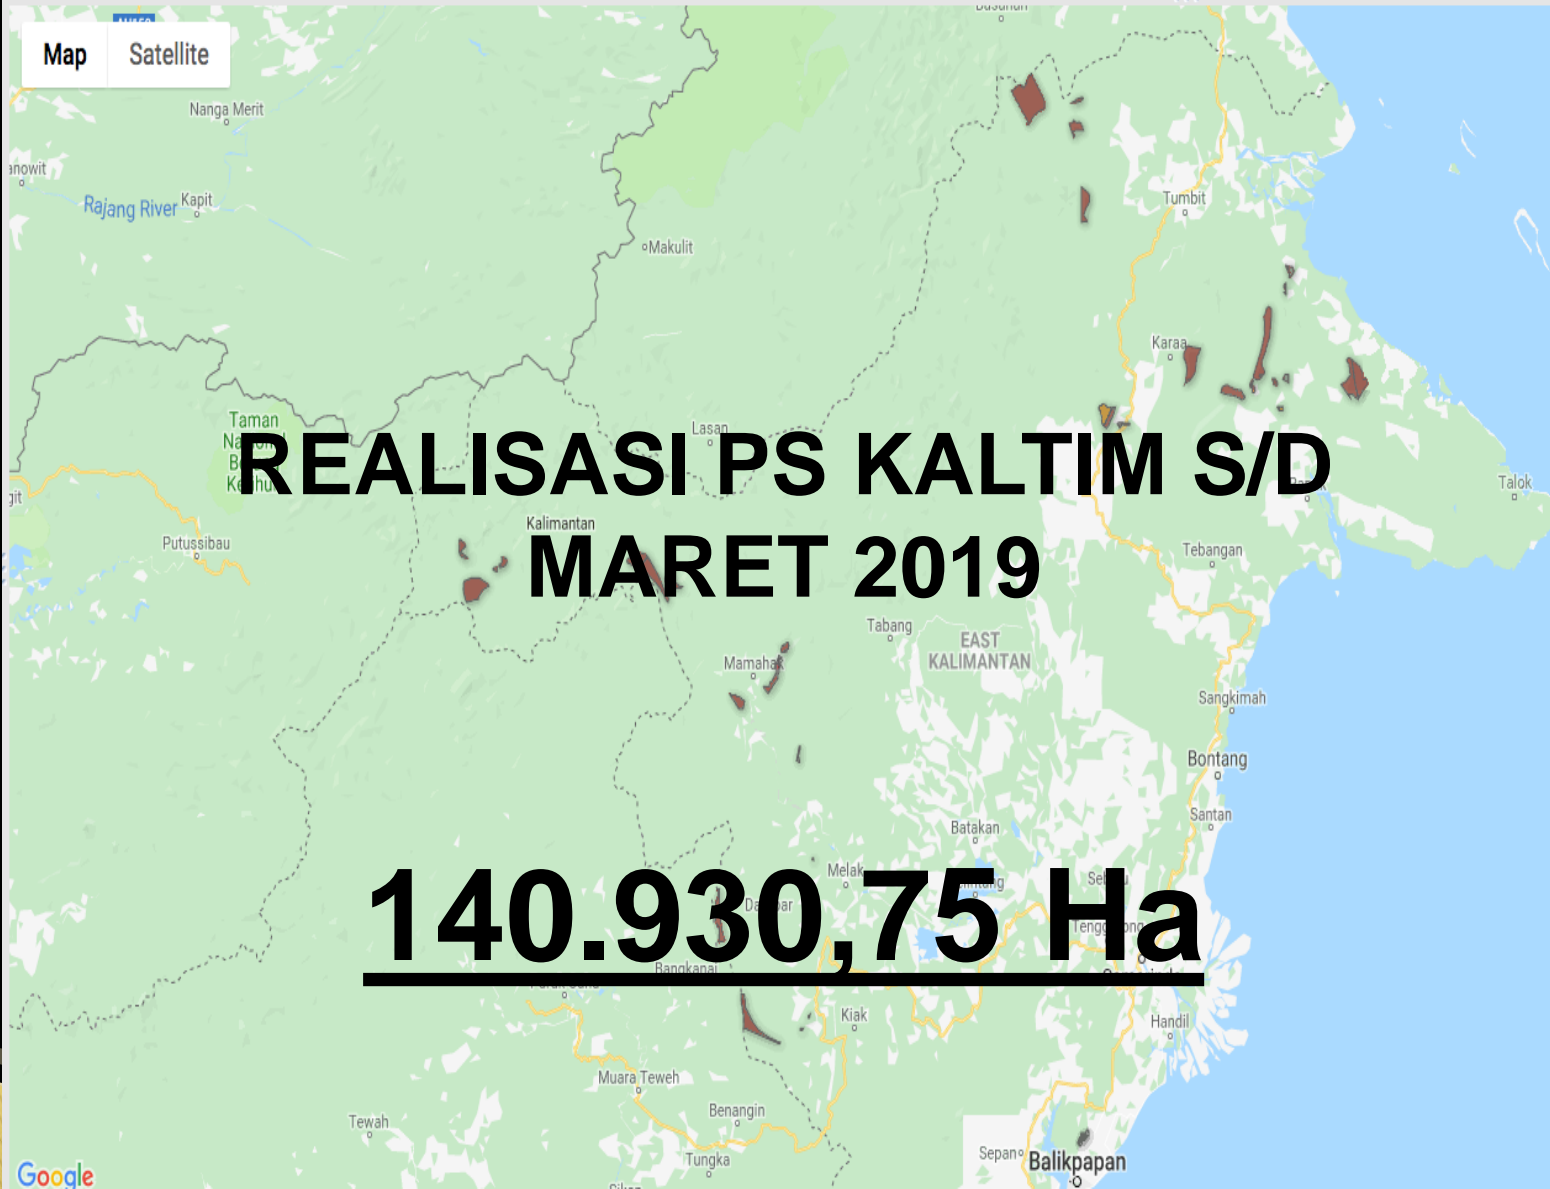 Map Satellite
AH150
Nanga Merit
Kapit
Rajang River
Makulit
Tumbit
Karaa
Taman
Lasan
REALISASI PS KALTIM S/D
MARET 2019
Talok
Kalimantan
Putussibau
Tebangan
Tabang
EAST
KALIMANTAN
Mamahak
Sangkimah
Bontang
Santan
Batakan
Melak
140.930,75 Ha
Bangkanai
Kiak
Handil
Muara Teweh
Benangin
Tewah
Tungka
Sepan
Balikpapan
Google